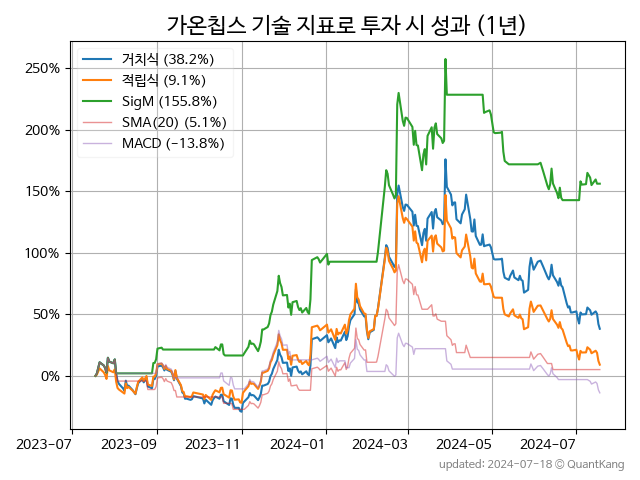 가온칩스 기술 지표로 투자 시 성과 (1년)
거치식 (38.2%)
적립식 (9.1%)
SigM (155.8%)
SMA(20) (5.1%)
MACD (−13.8%)
250%
200%
150%
100%
50%
0%
2023-07 2023-09 2023-11 2024-01 2024-03 2024-05 2024-07
updated: 2024-07-18 © QuantKang